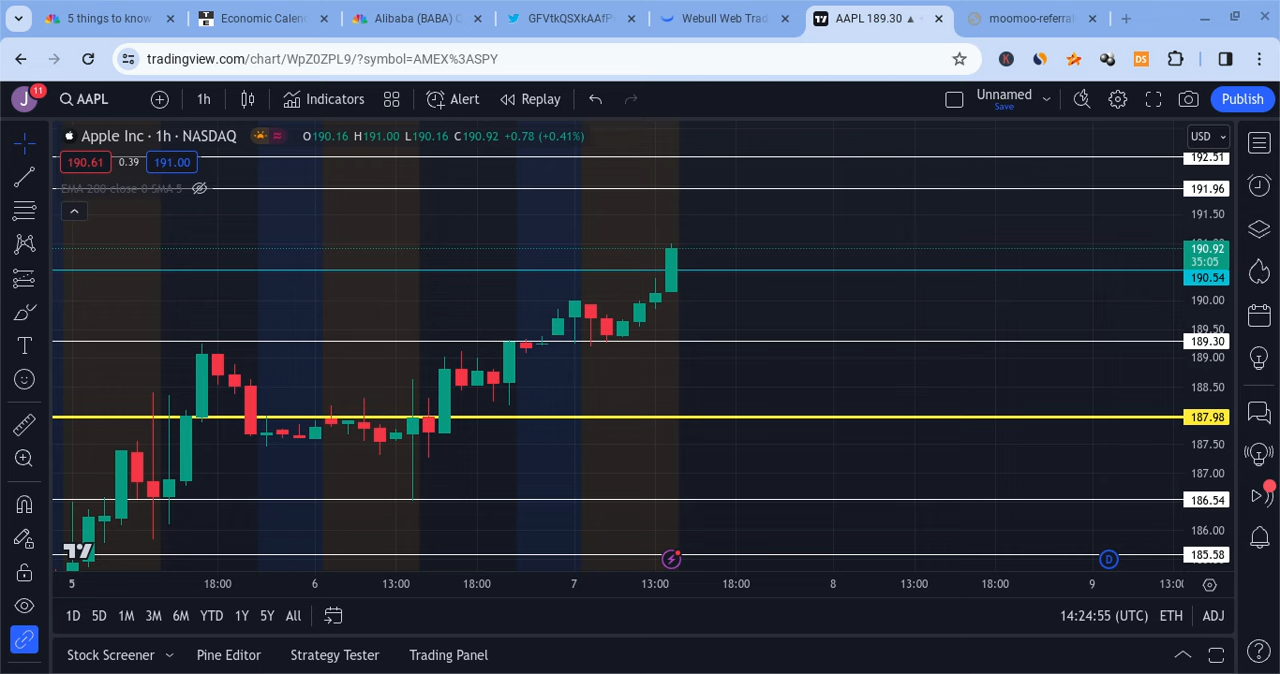 5 things to know
Economic Calen
Alibaba (BABA)
GFVtkQSXkAAfP
Webull Web Trad
AAPL 189.30 ▲
moomoo-referral
tradingview.com/chart/WpZ0ZPL9/?symbol=AMEX%3ASPY
K
DS
J
11
AAPL
1h
Indicators
Alert
Replay
Unnamed
Save
Publish
Apple Inc · 1h · NASDAQ
O190.16 H191.00 L190.16 C190.92 +0.78 (+0.41%)
USD
190.61
0.39
191.00
EMA 200 close 0 SMA 5
192.51
191.96
191.50
190.92
35:05
190.54
190.00
189.50
189.30
189.00
188.50
187.98
187.50
187.00
186.54
186.00
185.58
D
5
18:00
6
13:00
18:00
7
13:00
18:00
8
13:00
18:00
9
13:00
1D
5D
1M
3M
6M
YTD
1Y
5Y
All
14:24:55 (UTC)
ETH
ADJ
Stock Screener
Pine Editor
Strategy Tester
Trading Panel